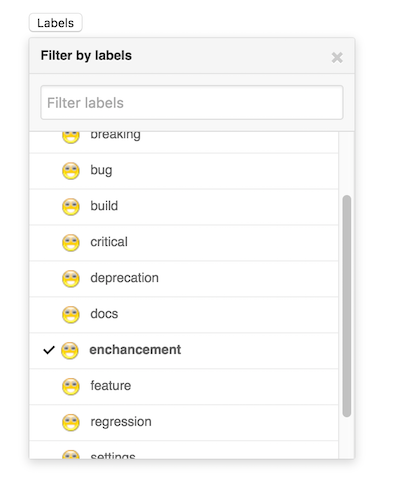 Labels
Filter by labels
Filter labels
breaking
bug
build
critical
deprecation
docs
enchancement
feature
regression
settings